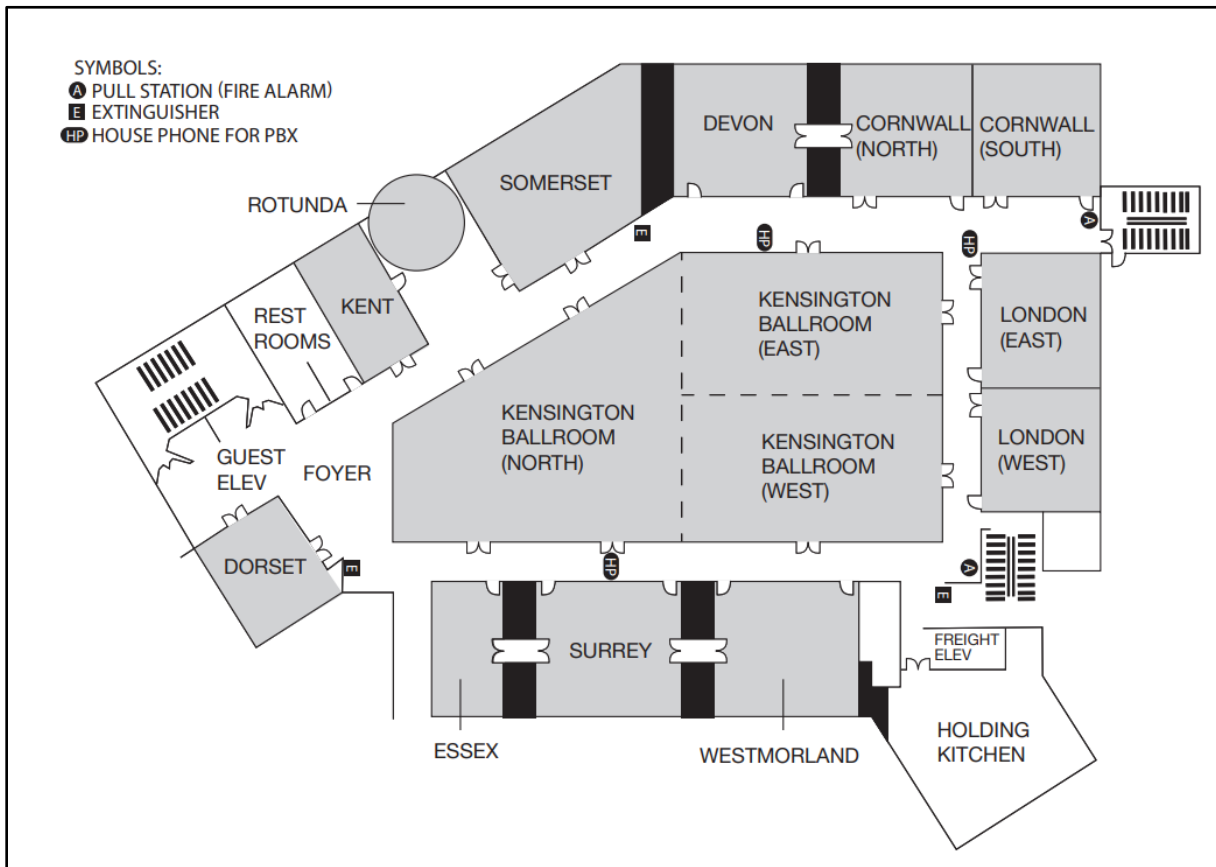 SYMBOLS:
A PULL STATION (FIRE ALARM)
E EXTINGUISHER
HP HOUSE PHONE FOR PBX
DEVON
CORNWALL
(NORTH)
CORNWALL
(SOUTH)
SOMERSET
ROTUNDA
A
E
HP
HP
KENT
REST
ROOMS
KENSINGTON
BALLROOM
(EAST)
LONDON
(EAST)
KENSINGTON
BALLROOM
(NORTH)
KENSINGTON
BALLROOM
(WEST)
LONDON
(WEST)
GUEST
ELEV
FOYER
DORSET
E
HP
A
E
SURREY
FREIGHT
ELEV
ESSEX
WESTMORLAND
HOLDING
KITCHEN